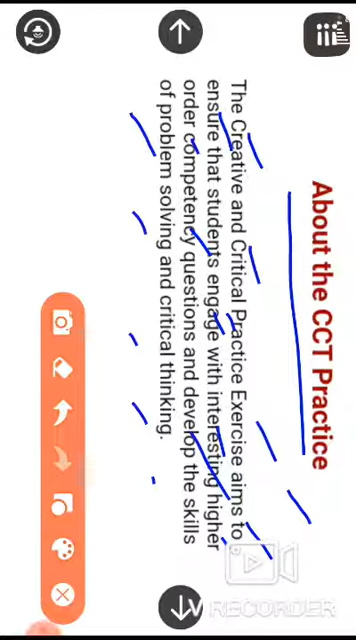 About the CCT Practice
The Creative and Critical Practice Exercise aims to
ensure that students engage with interesting higher
order competency questions and develop the skills
of problem solving and critical thinking.
V RECORDER